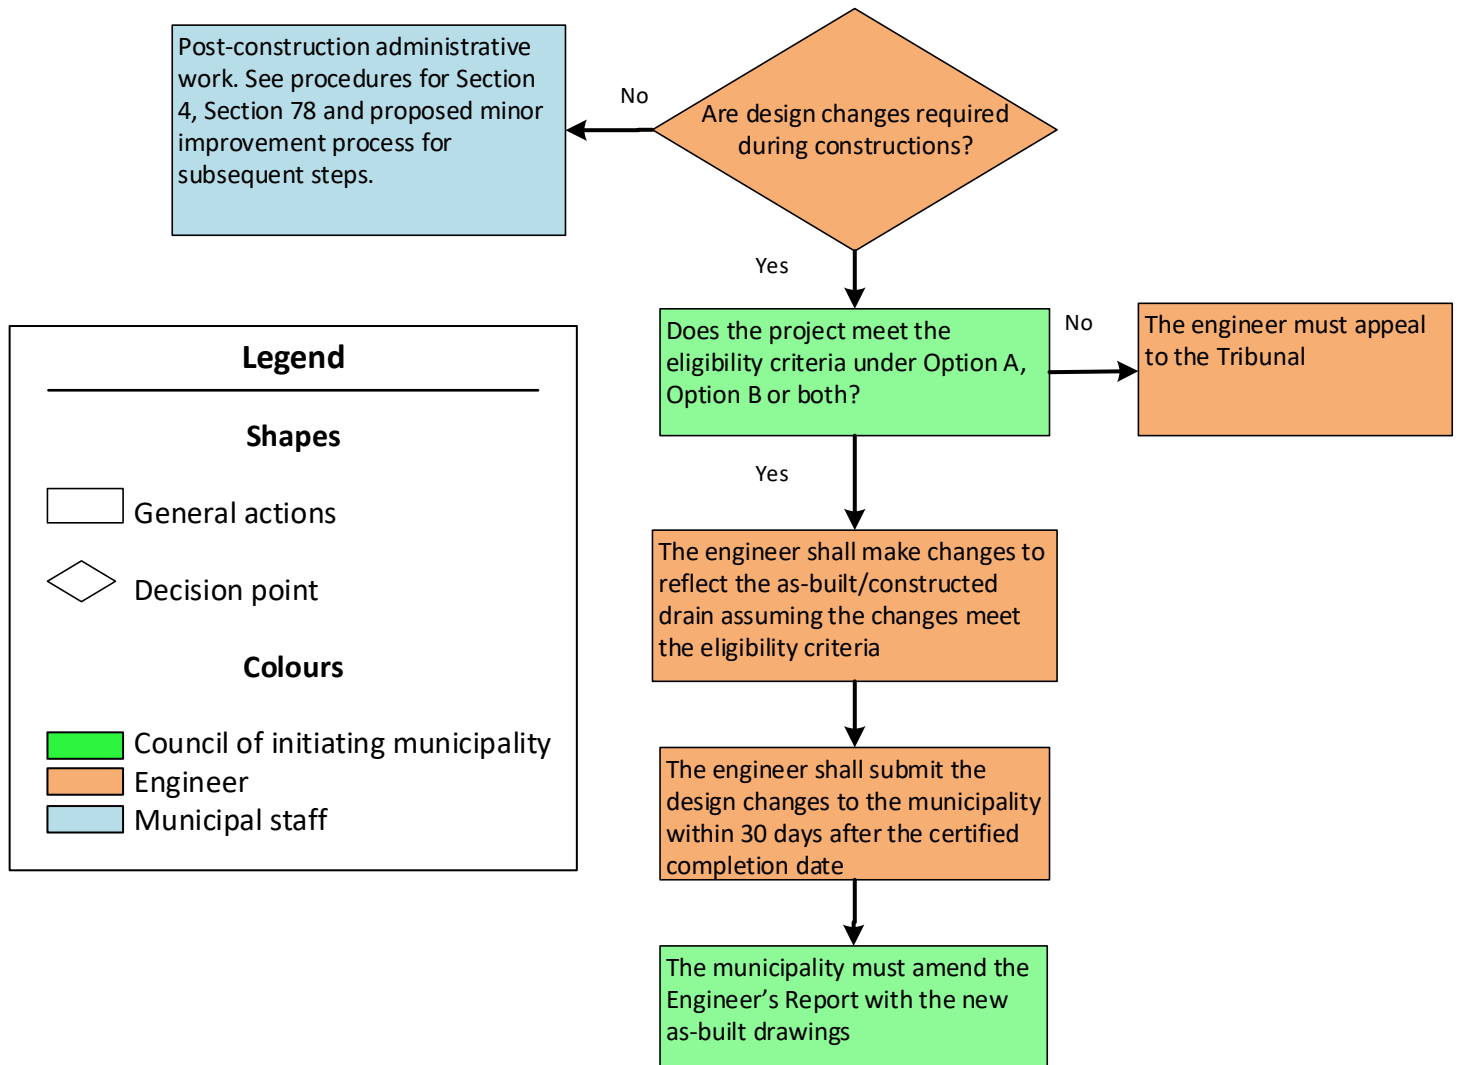 Post-construction administrative
work. See procedures for Section
4, Section 78 and proposed minor
improvement process for
subsequent steps.
No
Are design changes required
during constructions?
Yes
Does the project meet the
eligibility criteria under Option A,
Option B or both?
No
The engineer must appeal
to the Tribunal
Yes
The engineer shall make changes to
reflect the as-built/constructed
drain assuming the changes meet
the eligibility criteria
The engineer shall submit the
design changes to the municipality
within 30 days after the certified
completion date
The municipality must amend the
Engineer’s Report with the new
as-built drawings
Legend
Shapes
General actions
Decision point
Colours
Council of initiating municipality
Engineer
Municipal staff